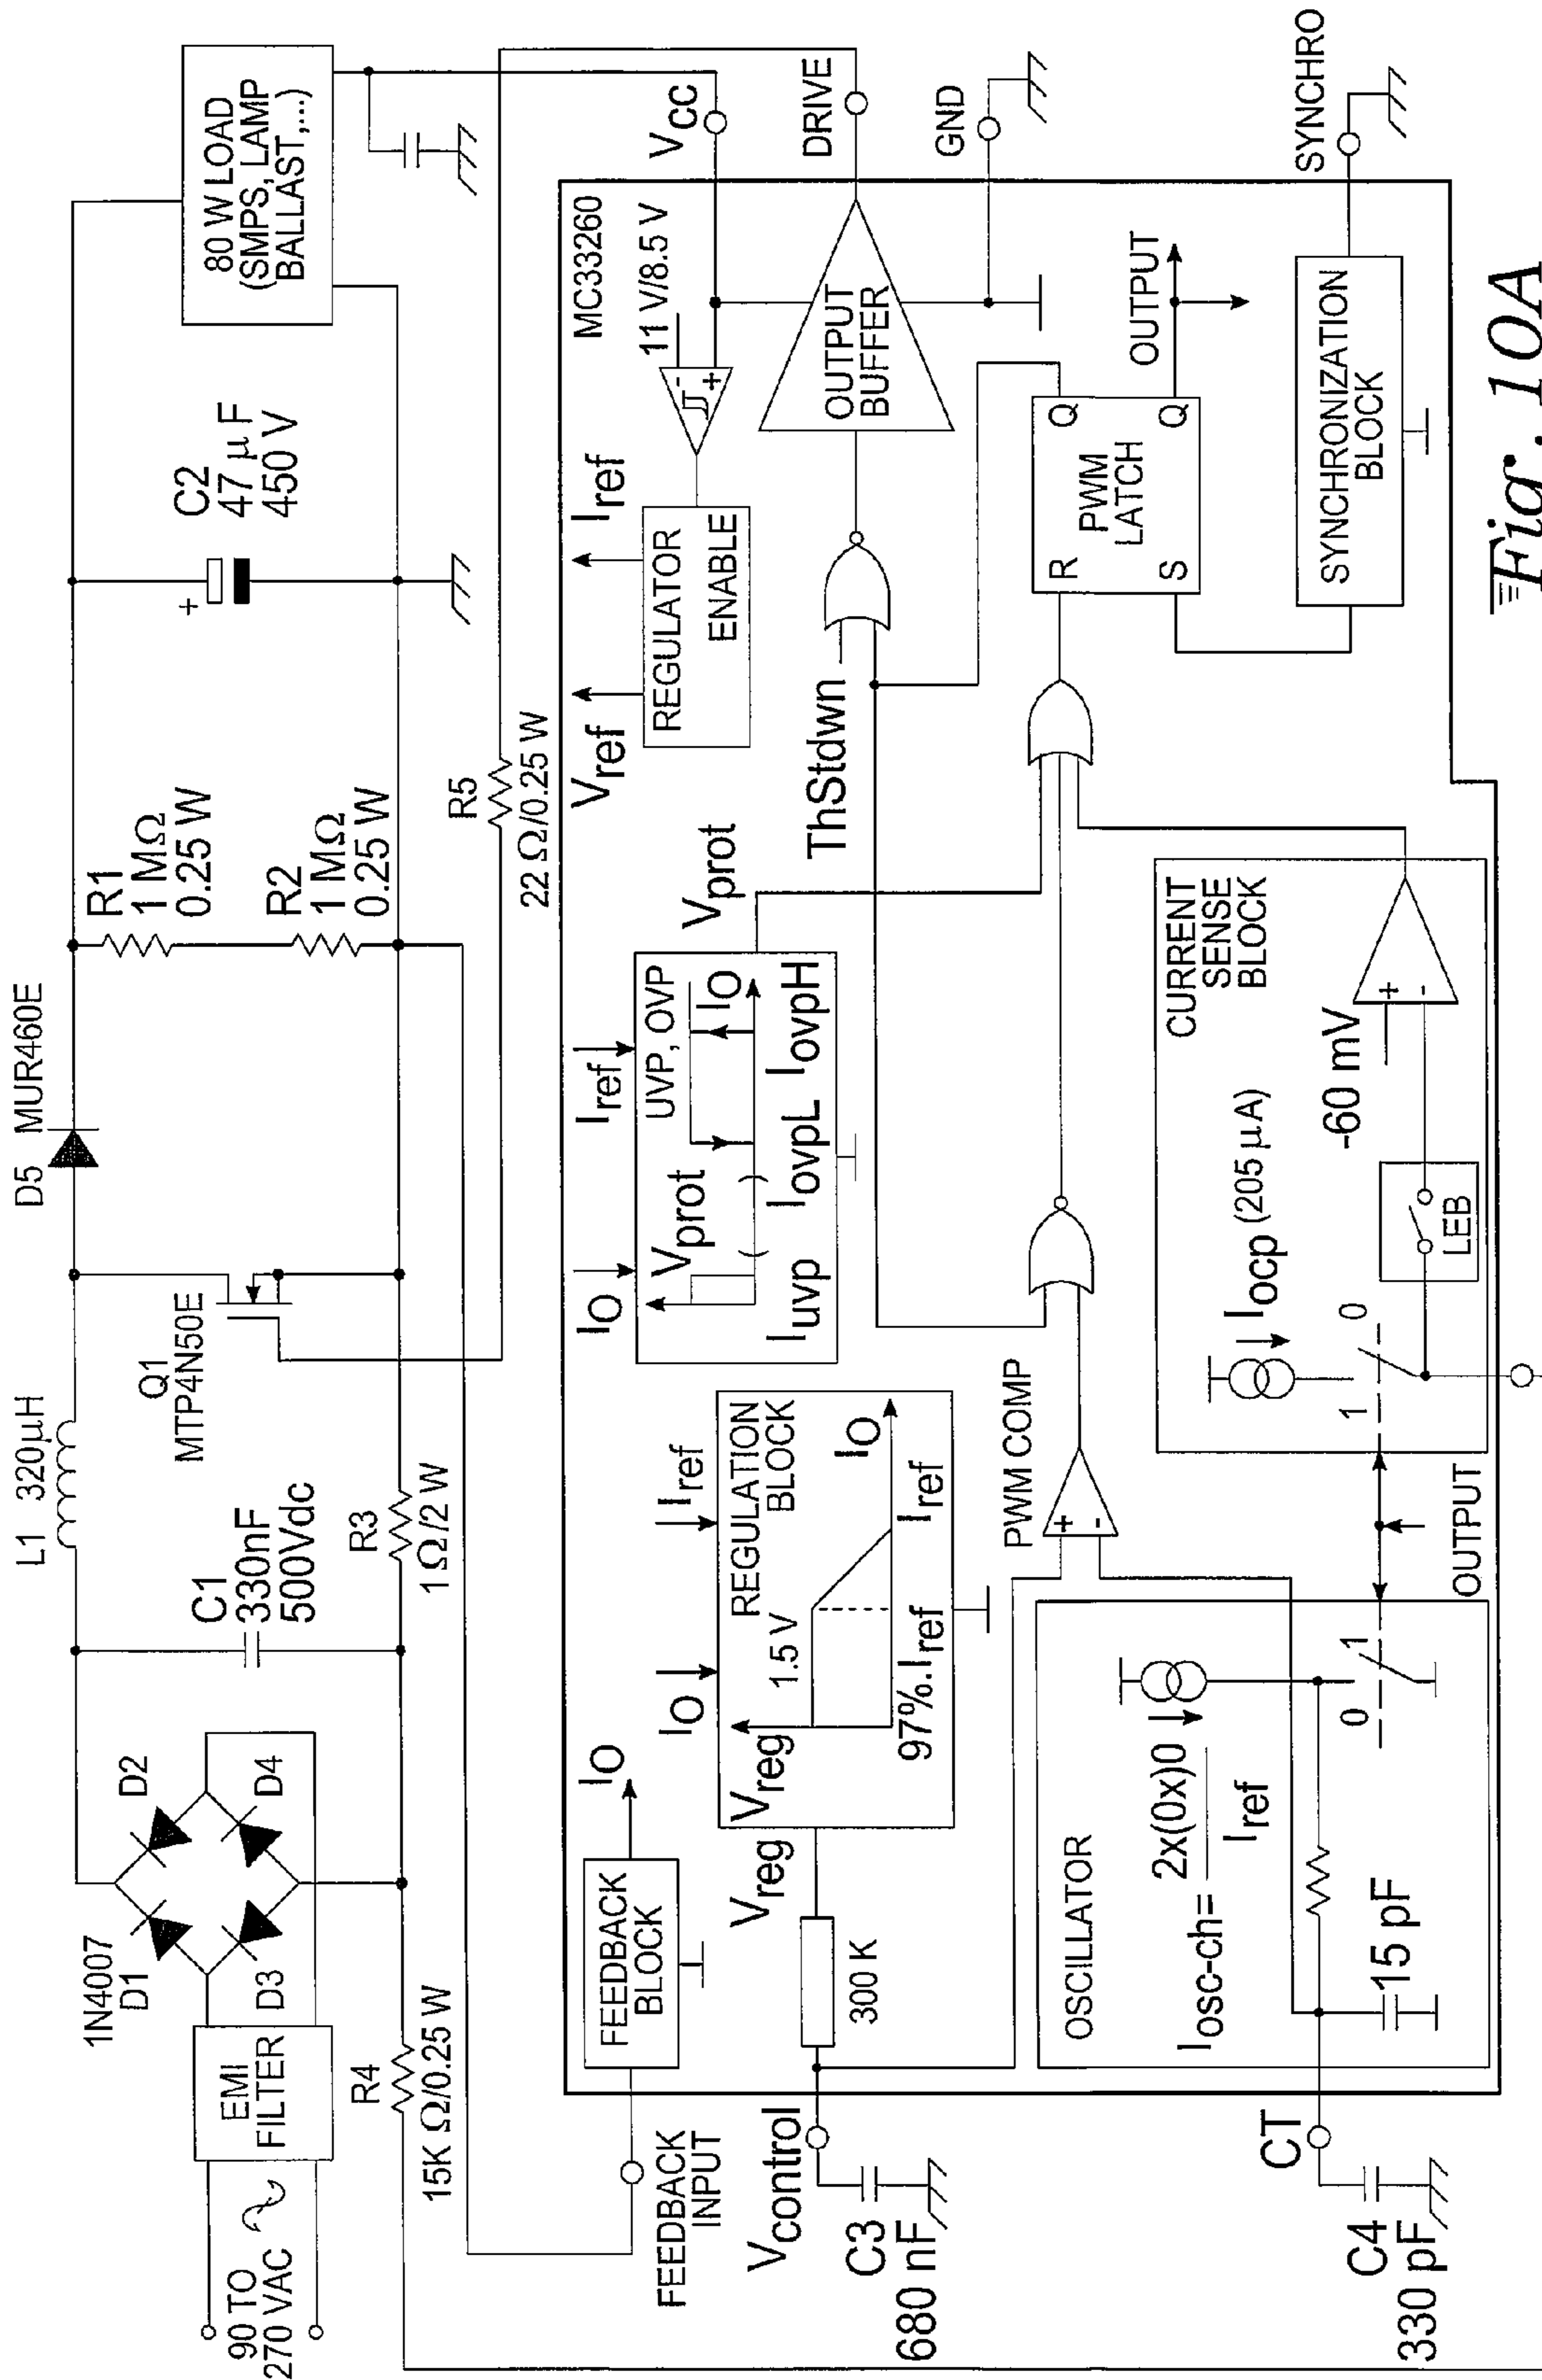 90 TO
270 VAC
EMI
FILTER
1N4007
D1
D2
D3
D4
R4
15K Ω/0.25 W
C1
330nF
500Vdc
L1 320μH
R3
1 Ω/2 W
Q1
MTP4N50E
D5 MUR460E
R1
1 MΩ
0.25 W
R2
1 MΩ
0.25 W
R5
22 Ω/0.25 W
+
C2
47 μF
450 V
80 W LOAD
(SMPS, LAMP
BALLAST,...)
FEEDBACK
INPUT
FEEDBACK
BLOCK
IO
Vcontrol
C3
680 nF
300 K
Vreg
Vreg
IO
Iref
REGULATION
BLOCK
1.5 V
IO
97%.Iref
Iref
IO
Iref
UVP, OVP
Vprot
IO
Iuvp
IovpL
IovpH
Vprot
Vref
Iref
REGULATOR
ENABLE
11 V/8.5 V
-
+
MC33260
VCC
DRIVE
OUTPUT
BUFFER
GND
ThStdwn
PWM COMP
+
-
R
S
PWM
LATCH
Q
Q
OUTPUT
SYNCHRONIZATION
BLOCK
SYNCHRO
OSCILLATOR
Iosc-ch=
2x(0x)0
Iref
0
1
15 pF
CT
C4
330 pF
OUTPUT
CURRENT
SENSE
BLOCK
Iocp (205 μA)
1
0
LEB
-60 mV
+
-
Fig. 10A